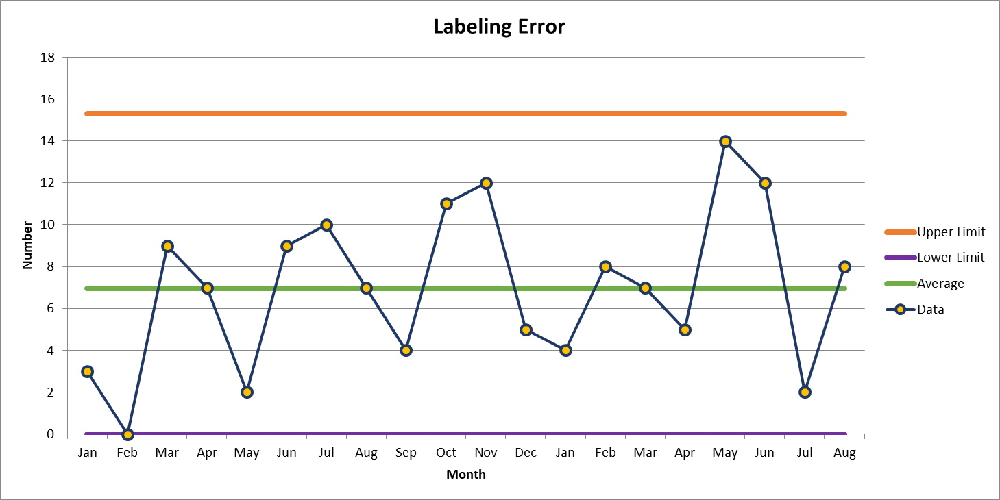 Labeling Error
18
16
14
12
10
8
6
4
2
0
Number
Jan Feb Mar Apr May Jun Jul Aug Sep Oct Nov Dec Jan Feb Mar Apr May Jun Jul Aug
Month
Upper Limit
Lower Limit
Average
Data